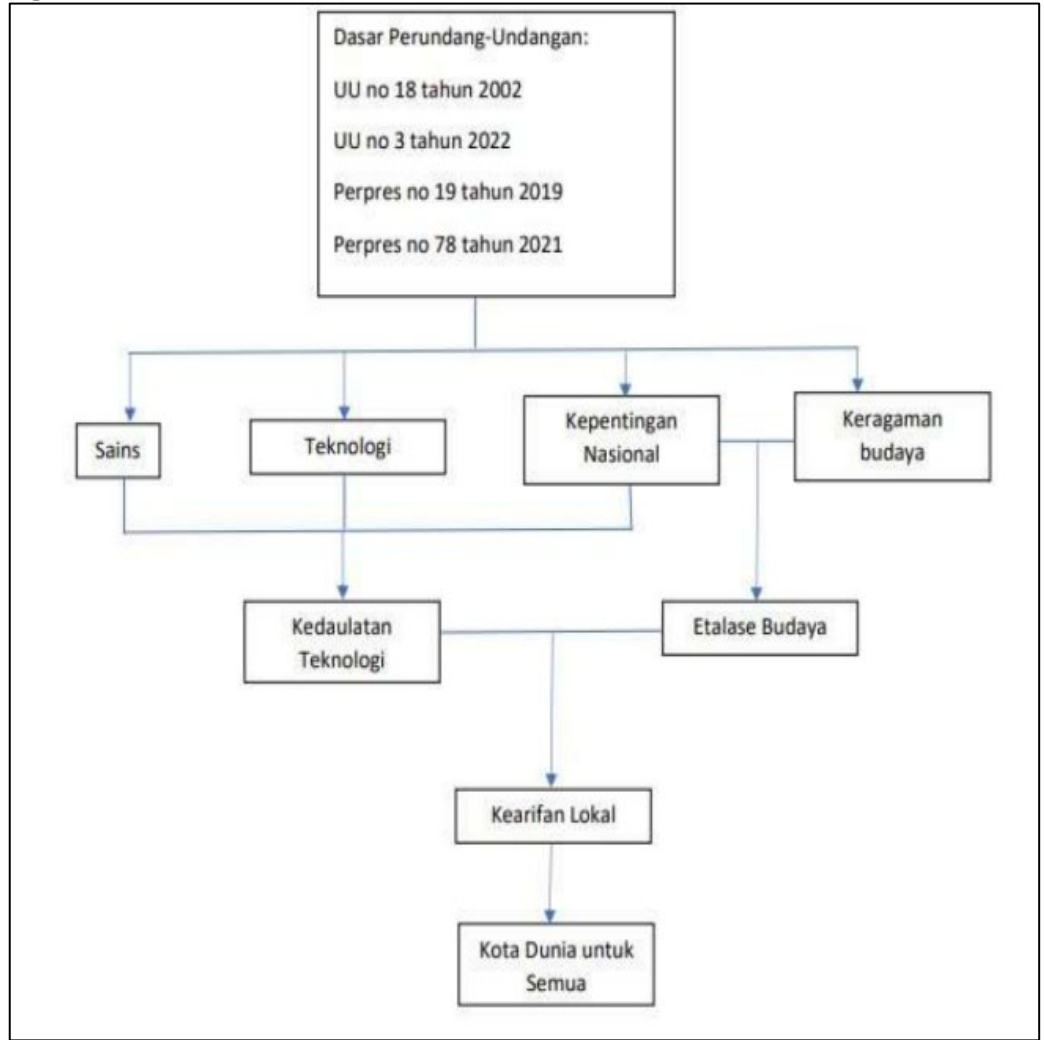 Dasar Perundang-Undangan:
UU no 18 tahun 2002
UU no 3 tahun 2022
Perpres no 19 tahun 2019
Perpres no 78 tahun 2021
Sains
Teknologi
Kepentingan
Nasional
Keragaman
budaya
Kedaulatan
Teknologi
Etalase Budaya
Kearifan Lokal
Kota Dunia untuk
Semua